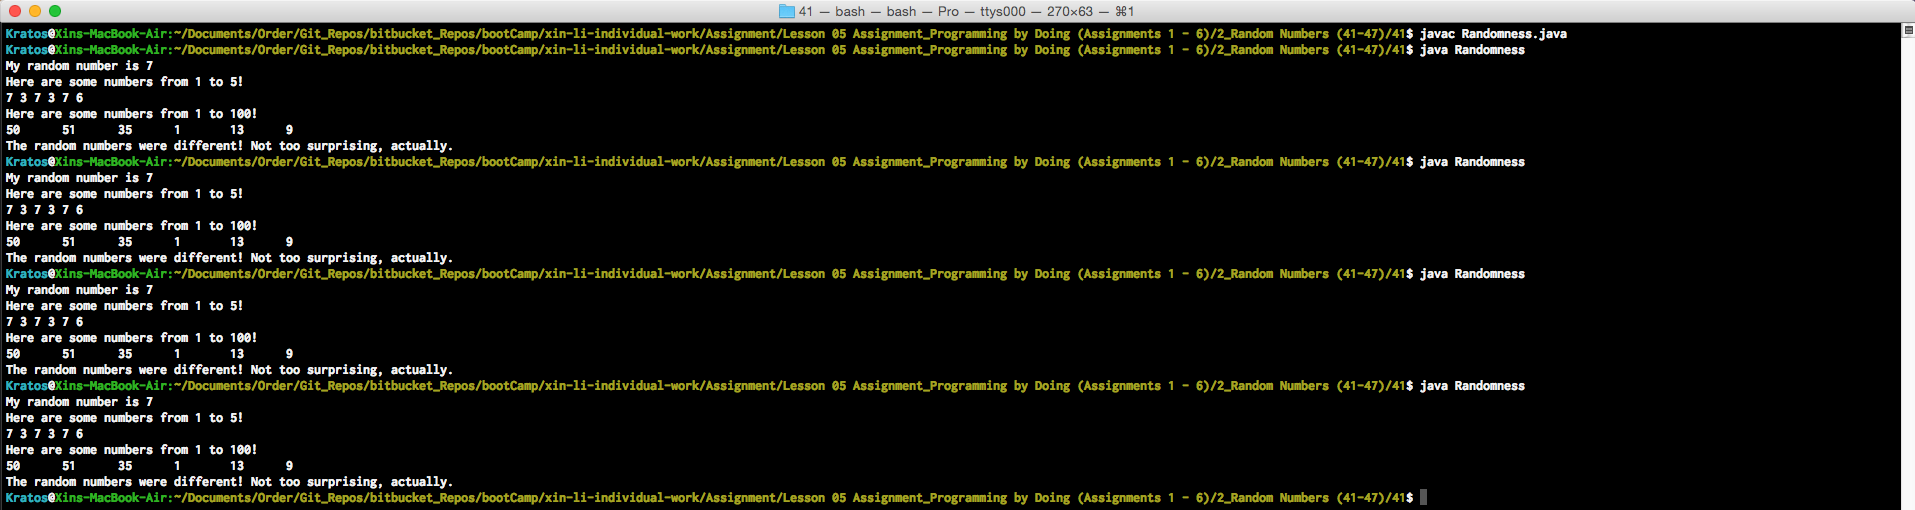 41 — bash — bash — Pro — ttys000 — 270×63 — ⌘1
Kratos@Xins-MacBook-Air:~/Documents/Order/Git_Repos/bitbucket_Repos/bootCamp/xin-li-individual-work/Assignment/Lesson 05 Assignment_Programming by Doing (Assignments 1 - 6)/2_Random Numbers (41-47)/41$ javac Randomness.java
Kratos@Xins-MacBook-Air:~/Documents/Order/Git_Repos/bitbucket_Repos/bootCamp/xin-li-individual-work/Assignment/Lesson 05 Assignment_Programming by Doing (Assignments 1 - 6)/2_Random Numbers (41-47)/41$ java Randomness
My random number is 7
Here are some numbers from 1 to 5!
7 3 7 3 7 6
Here are some numbers from 1 to 100!
50 51 35 1 13 9
The random numbers were different! Not too surprising, actually.
Kratos@Xins-MacBook-Air:~/Documents/Order/Git_Repos/bitbucket_Repos/bootCamp/xin-li-individual-work/Assignment/Lesson 05 Assignment_Programming by Doing (Assignments 1 - 6)/2_Random Numbers (41-47)/41$ java Randomness
My random number is 7
Here are some numbers from 1 to 5!
7 3 7 3 7 6
Here are some numbers from 1 to 100!
50 51 35 1 13 9
The random numbers were different! Not too surprising, actually.
Kratos@Xins-MacBook-Air:~/Documents/Order/Git_Repos/bitbucket_Repos/bootCamp/xin-li-individual-work/Assignment/Lesson 05 Assignment_Programming by Doing (Assignments 1 - 6)/2_Random Numbers (41-47)/41$ java Randomness
My random number is 7
Here are some numbers from 1 to 5!
7 3 7 3 7 6
Here are some numbers from 1 to 100!
50 51 35 1 13 9
The random numbers were different! Not too surprising, actually.
Kratos@Xins-MacBook-Air:~/Documents/Order/Git_Repos/bitbucket_Repos/bootCamp/xin-li-individual-work/Assignment/Lesson 05 Assignment_Programming by Doing (Assignments 1 - 6)/2_Random Numbers (41-47)/41$ java Randomness
My random number is 7
Here are some numbers from 1 to 5!
7 3 7 3 7 6
Here are some numbers from 1 to 100!
50 51 35 1 13 9
The random numbers were different! Not too surprising, actually.
Kratos@Xins-MacBook-Air:~/Documents/Order/Git_Repos/bitbucket_Repos/bootCamp/xin-li-individual-work/Assignment/Lesson 05 Assignment_Programming by Doing (Assignments 1 - 6)/2_Random Numbers (41-47)/41$